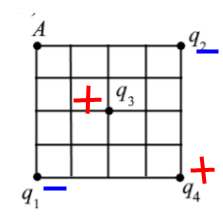 A q₂ −
+ q₃
+
q₁ − q₄